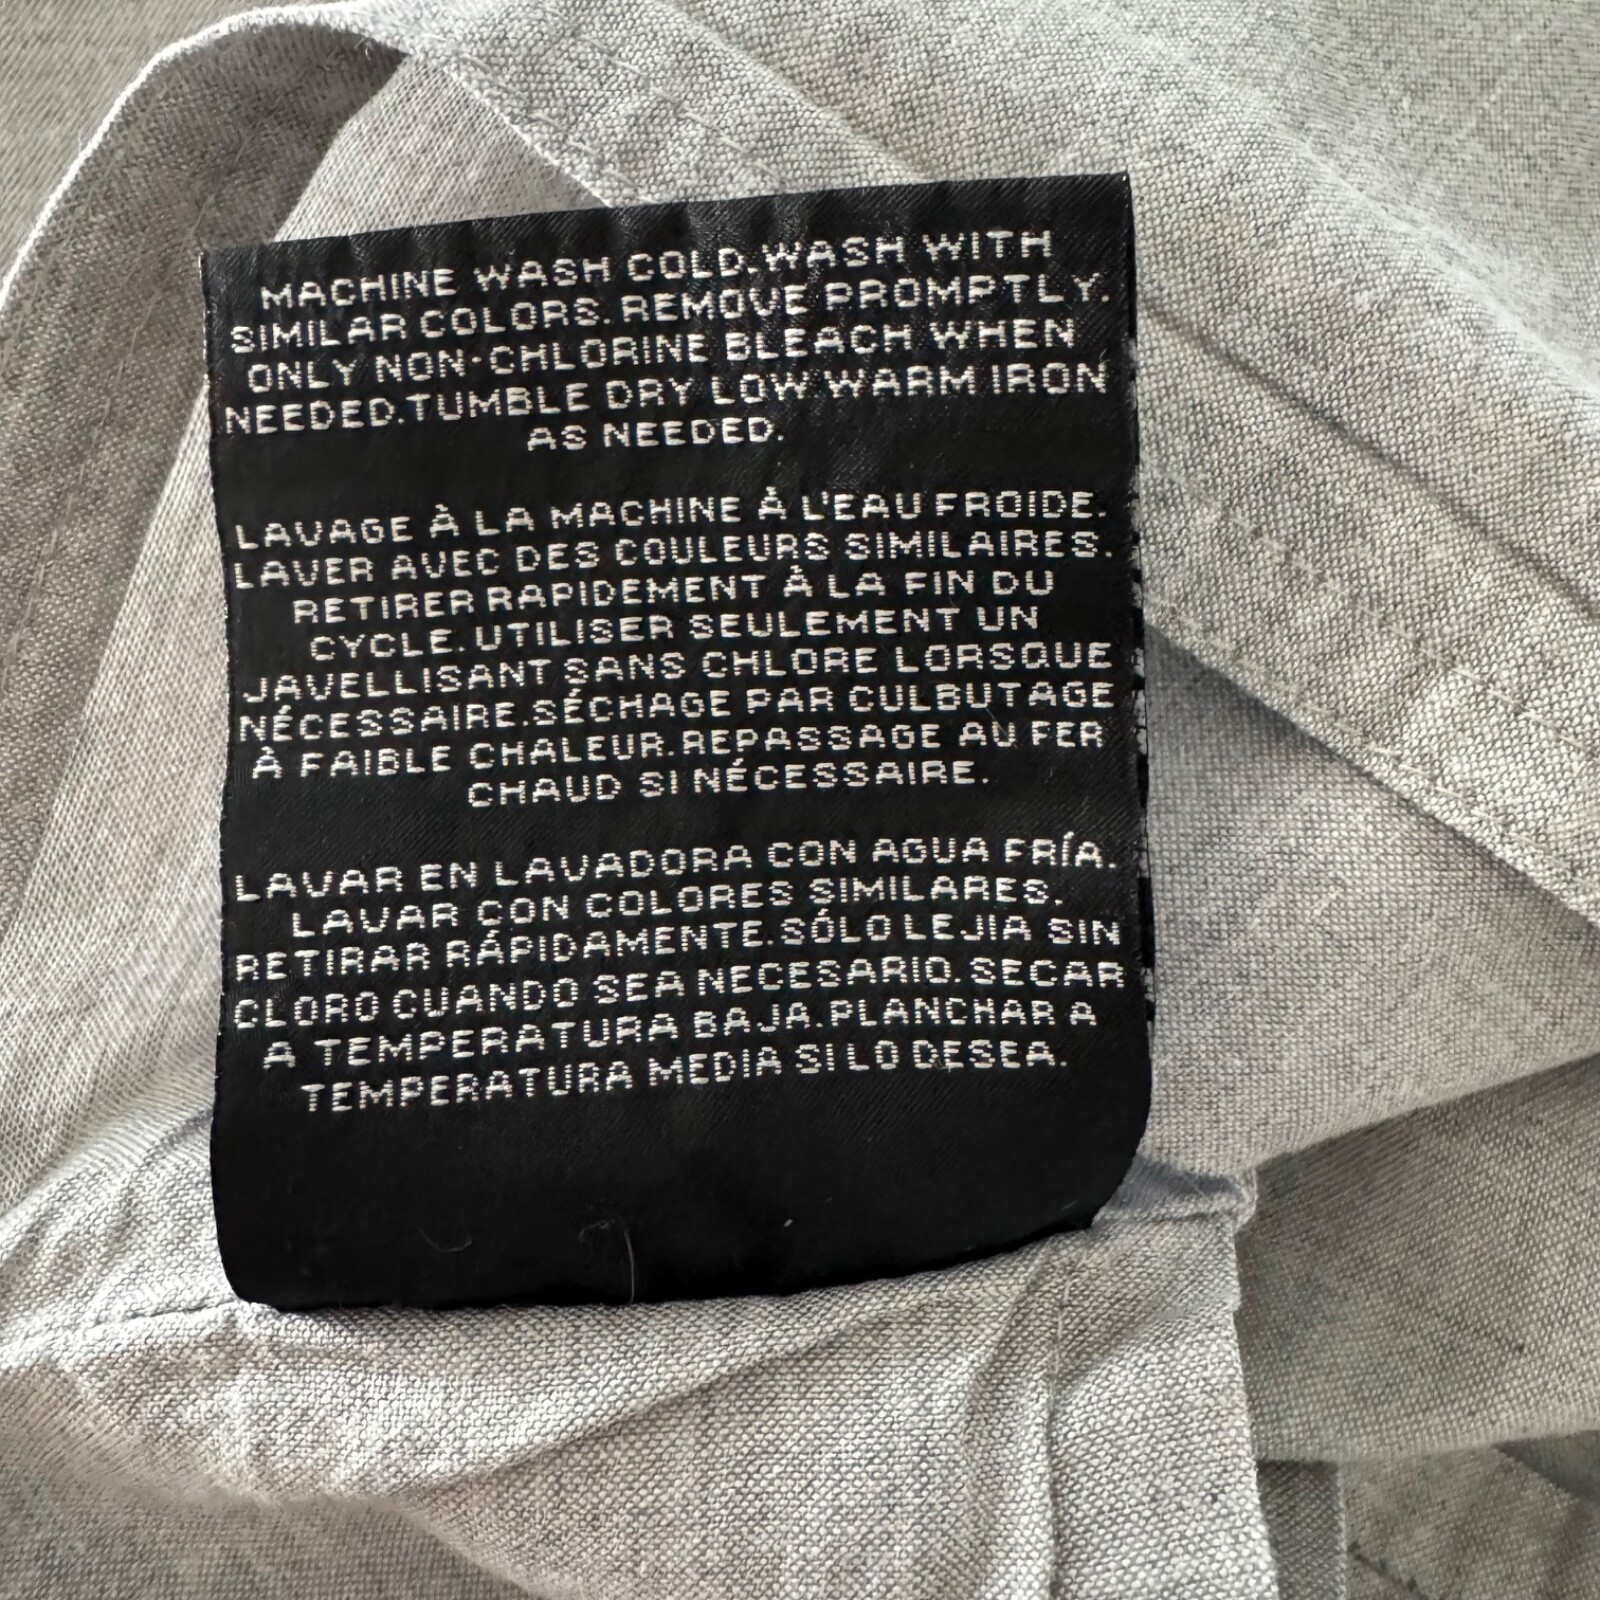 MACHINE WASH COLD. WASH WITH
SIMILAR COLORS. REMOVE PROMPTLY.
ONLY NON-CHLORINE BLEACH WHEN
NEEDED. TUMBLE DRY LOW. WARM IRON
AS NEEDED.
LAVAGE À LA MACHINE À L'EAU FROIDE.
LAVER AVEC DES COULEURS SIMILAIRES.
RETIRER RAPIDEMENT À LA FIN DU
CYCLE. UTILISER SEULEMENT UN
JAVELLISANT SANS CHLORE LORSQUE
NÉCESSAIRE. SÉCHAGE PAR CULBUTAGE
À FAIBLE CHALEUR. REPASSAGE AU FER
CHAUD SI NÉCESSAIRE.
LAVAR EN LAVADORA CON AGUA FRÍA.
LAVAR CON COLORES SIMILARES.
RETIRAR RÁPIDAMENTE. SÓLO LEJIA SIN
CLORO CUANDO SEA NECESARIO. SECAR
A TEMPERATURA BAJA. PLANCHAR A
TEMPERATURA MEDIA SI LO DESEA.